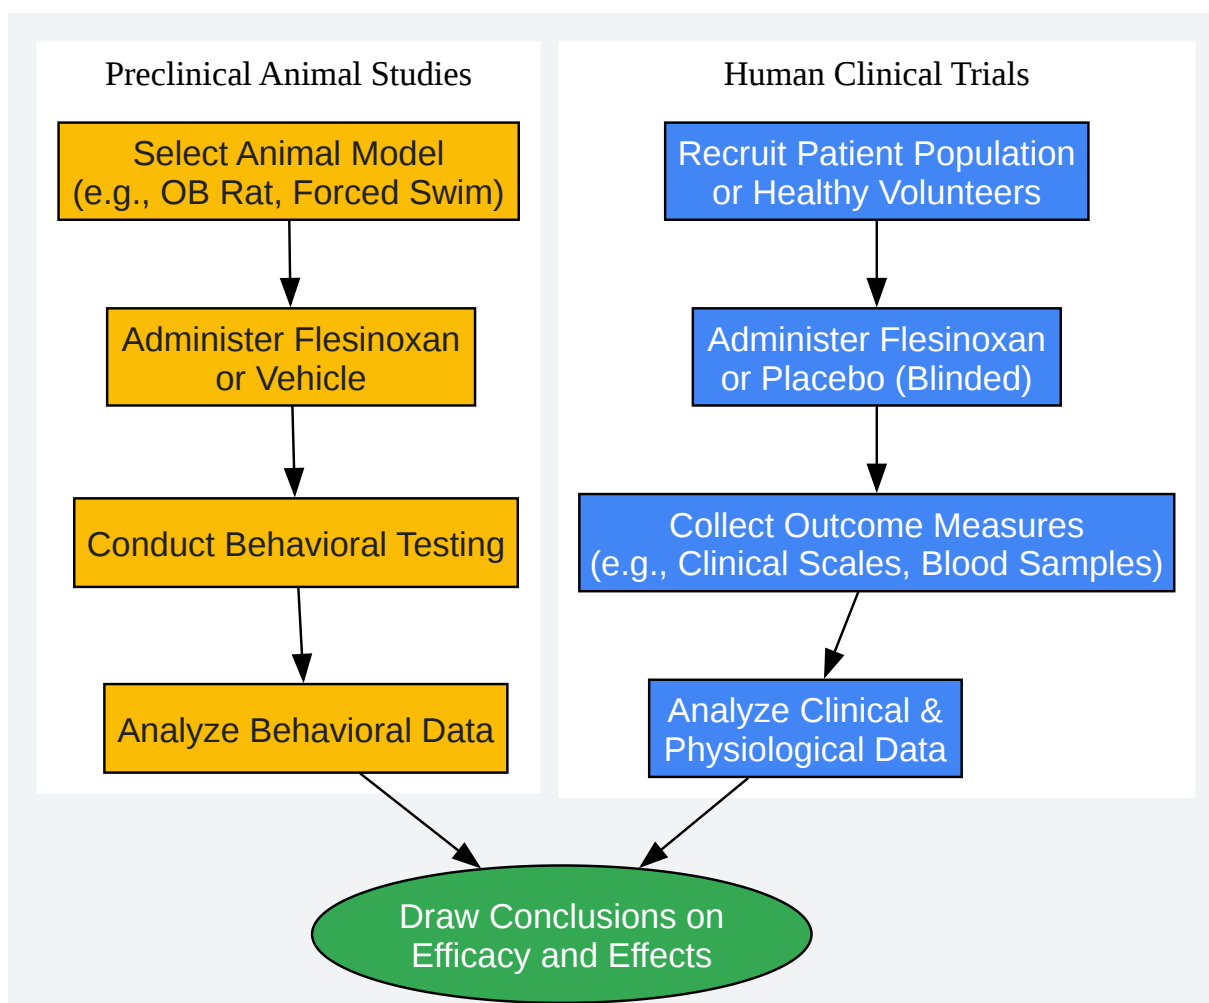 Preclinical Animal Studies
Select Animal Model
(e.g., OB Rat, Forced Swim)
Administer Flesinoxan
or Vehicle
Conduct Behavioral Testing
Analyze Behavioral Data
Human Clinical Trials
Recruit Patient Population
or Healthy Volunteers
Administer Flesinoxan
or Placebo (Blinded)
Collect Outcome Measures
(e.g., Clinical Scales, Blood Samples)
Analyze Clinical &
Physiological Data
Draw Conclusions on
Efficacy and Effects